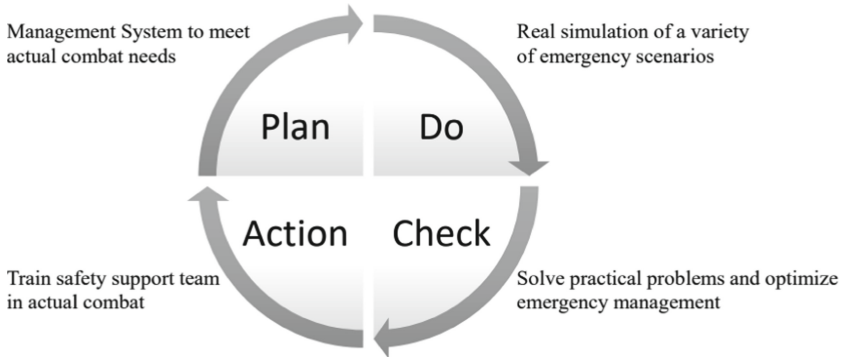 Management System to meet
actual combat needs
Real simulation of a variety
of emergency scenarios
Plan
Do
Action
Check
Train safety support team
in actual combat
Solve practical problems and optimize
emergency management